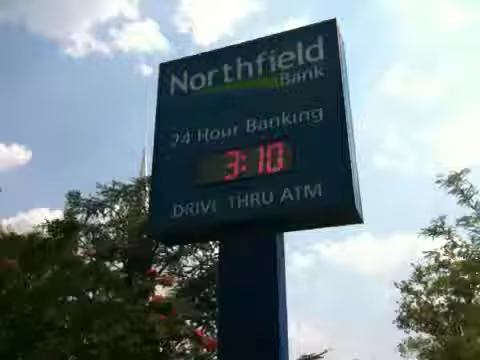 Northfield
Bank
24 Hour Banking
3:10
DRIVE THRU ATM